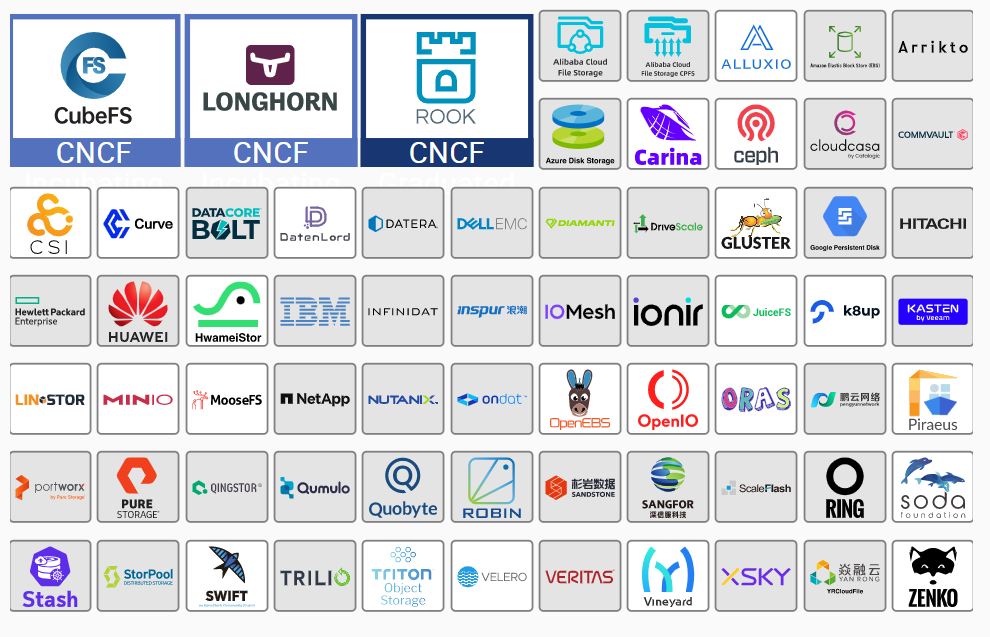 FS
CubeFS
CNCF
Incubating
LONGHORN
CNCF
Incubating
ROOK
CNCF
Graduated
Alibaba Cloud
File Storage
Alibaba Cloud
File Storage CPFS
ALLUXIO
Amazon Elastic Block Store (EBS)
Arrikto
Azure Disk Storage
Carina
ceph
cloudcasa
by Catalogic
COMMVAULT
CSI
Curve
DATACORE
BOLT
DatenLord
DATERA
DELLEMC
DIAMANTI
DriveScale
GLUSTER
Google Persistent Disk
HITACHI
Hewlett Packard
Enterprise
HUAWEI
HwameiStor
IBM
INFINIDAT
inspur 浪潮
IOMesh
ionir
JuiceFS
k8up
KASTEN
by Veeam
LINSTOR
MINIO
MooseFS
NetApp
NUTANIX.
ondat
OpenEBS
OpenIO
ORAS
鹏云网络
pengyunnetwork
Piraeus
portworx
by Pure Storage
PURE
STORAGE®
QINGSTOR®
Qumulo
Quobyte
ROBIN
杉岩数据
SANDSTONE
SANGFOR
深信服科技
ScaleFlash
RING
soda
foundation
Stash
StorPool
DISTRIBUTED STORAGE
SWIFT
TRILIO
TRITON
Object
Storage
VELERO
VERITAS
Vineyard
XSKY
焱融云
YAN RONG
YRCloudFile
ZENKO